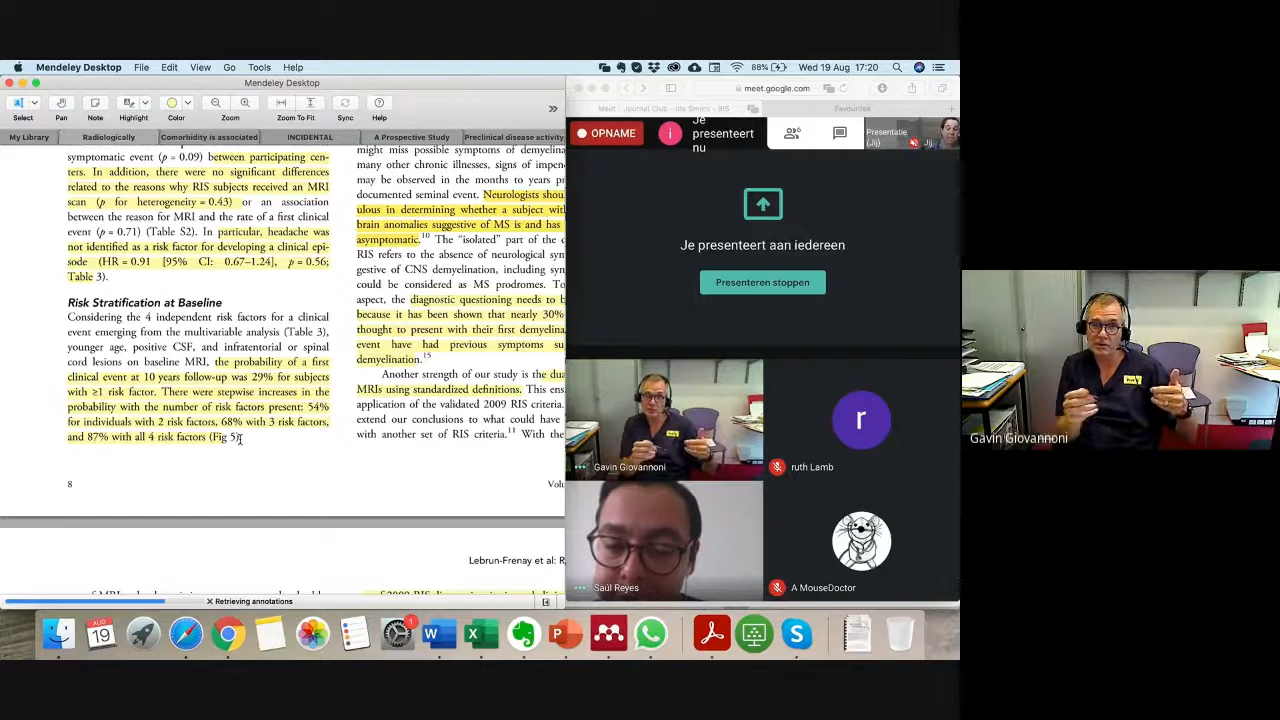 Mendeley Desktop File Edit View Go Tools Help
88% Wed 19 Aug 17:20
Mendeley Desktop
Select Pan Note Highlight Color Zoom Zoom To Fit Sync Help
My Library Radiologically Comorbidity is associated INCIDENTAL A Prospective Study Preclinical disease activity
symptomatic event (p = 0.09) between participating cen-
ters. In addition, there were no significant differences
related to the reasons why RIS subjects received an MRI
scan (p for heterogeneity = 0.43) or an association
between the reason for MRI and the rate of a first clinical
event (p = 0.71) (Table S2). In particular, headache was
not identified as a risk factor for developing a clinical epi-
sode (HR = 0.91 [95% CI: 0.67–1.24], p = 0.56;
Table 3).
Risk Stratification at Baseline
Considering the 4 independent risk factors for a clinical
event emerging from the multivariable analysis (Table 3),
younger age, positive CSF, and infratentorial or spinal
cord lesions on baseline MRI, the probability of a first
clinical event at 10 years follow-up was 29% for subjects
with ≥1 risk factor. There were stepwise increases in the
probability with the number of risk factors present: 54%
for individuals with 2 risk factors, 68% with 3 risk factors,
and 87% with all 4 risk factors (Fig 5).
8
might miss possible symptoms of demyelina
many other chronic illnesses, signs of impen
may be observed in the months to years pr
documented seminal event. Neurologists shou
ulous in determining whether a subject with
brain anomalies suggestive of MS is and has
asymptomatic.10 The “isolated” part of the d
RIS refers to the absence of neurological sym
gestive of CNS demyelination, including syn
could be considered as MS prodromes. To
aspect, the diagnostic questioning needs to b
because it has been shown that nearly 30%
thought to present with their first demyelina
event have had previous symptoms su
demyelination.15
Another strength of our study is the dua
MRIs using standardized definitions. This ens
application of the validated 2009 RIS criteria.
extend our conclusions to what could have
with another set of RIS criteria.11 With the
Volu
Lebrun-Frenay et al: R
Retrieving annotations
meet.google.com
Meet - Journal Club - Ide Smets - RIS
Favourites
OPNAME
i
Je
presenteert
nu
6
Presentatie
(Jij)
Jij
Je presenteert aan iedereen
Presenteren stoppen
Gavin Giovannoni
r
ruth Lamb
Saúl Reyes
A MouseDoctor
Gavin Giovannoni
AUG
19
1
W
X
P
S